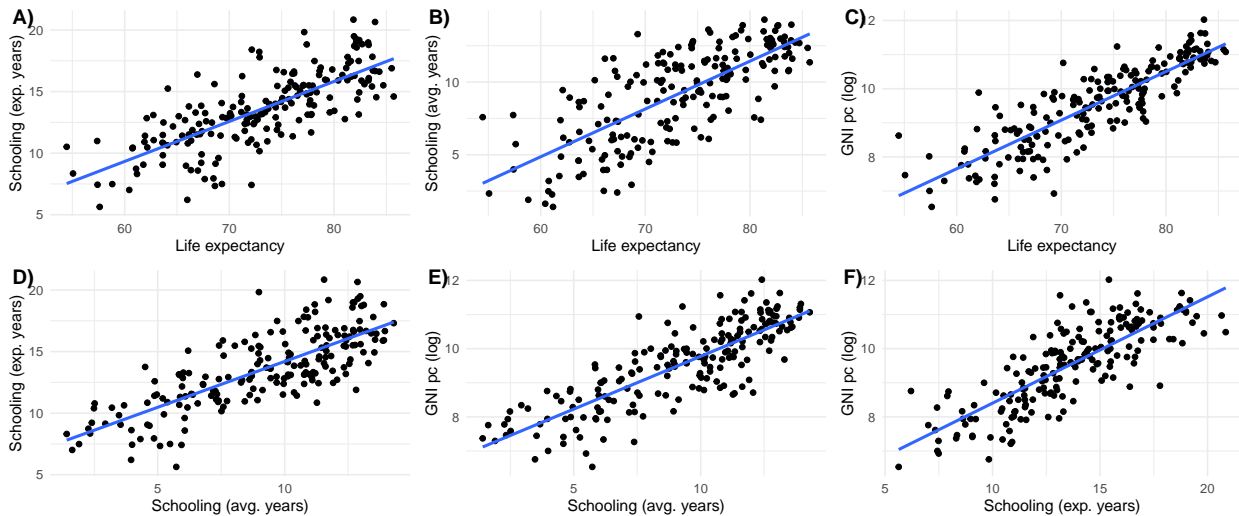 A)
Schooling (exp. years)
20
15
10
5
60
70
80
Life expectancy
B)
Schooling (avg. years)
10
5
60
70
80
Life expectancy
C)
GNI pc (log)
12
10
8
60
70
80
Life expectancy
D)
Schooling (exp. years)
20
15
10
5
5
10
Schooling (avg. years)
E)
GNI pc (log)
12
10
8
5
10
Schooling (avg. years)
F)
GNI pc (log)
12
10
8
5
10
15
20
Schooling (exp. years)